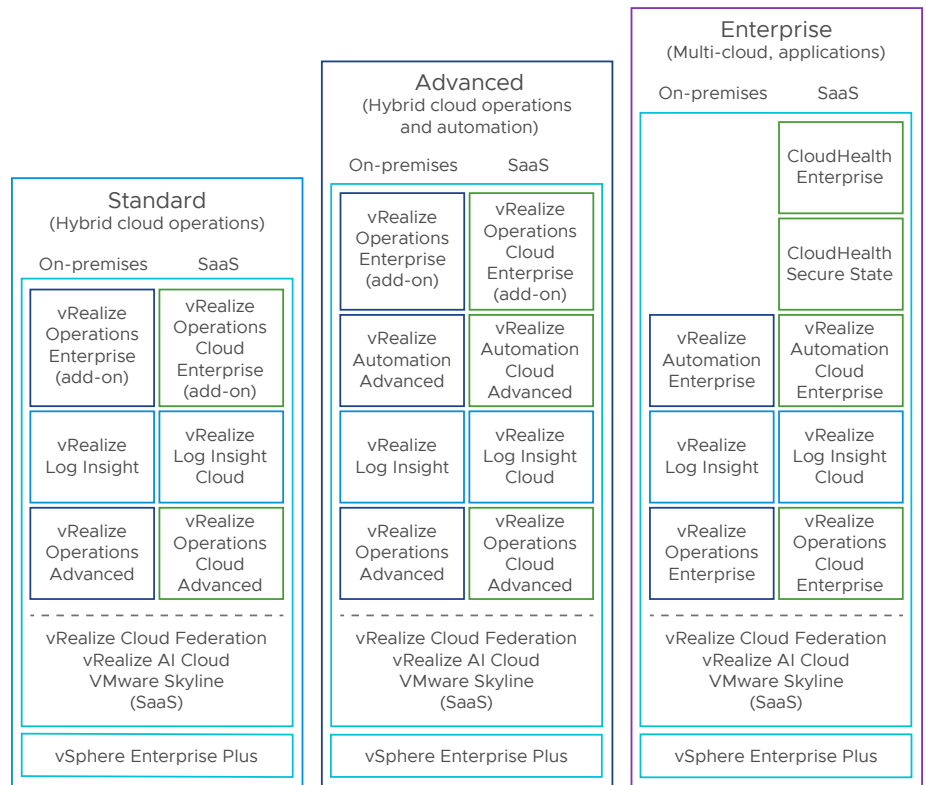 Standard
(Hybrid cloud operations)
On-premises
SaaS
vRealize
Operations
Enterprise
(add-on)
vRealize
Operations
Cloud
Enterprise
(add-on)
vRealize
Log Insight
vRealize
Log Insight
Cloud
vRealize
Operations
Advanced
vRealize
Operations
Cloud
Advanced
vRealize Cloud Federation
vRealize AI Cloud
VMware Skyline
(SaaS)
vSphere Enterprise Plus
Advanced
(Hybrid cloud operations
and automation)
On-premises
SaaS
vRealize
Operations
Enterprise
(add-on)
vRealize
Operations
Cloud
Enterprise
(add-on)
vRealize
Automation
Advanced
vRealize
Automation
Cloud
Advanced
vRealize
Log Insight
vRealize
Log Insight
Cloud
vRealize
Operations
Advanced
vRealize
Operations
Cloud
Advanced
vRealize Cloud Federation
vRealize AI Cloud
VMware Skyline
(SaaS)
vSphere Enterprise Plus
Enterprise
(Multi-cloud, applications)
On-premises
SaaS
CloudHealth
Enterprise
CloudHealth
Secure State
vRealize
Automation
Enterprise
vRealize
Automation
Cloud
Enterprise
vRealize
Log Insight
vRealize
Log Insight
Cloud
vRealize
Operations
Enterprise
vRealize
Operations
Cloud
Enterprise
vRealize Cloud Federation
vRealize AI Cloud
VMware Skyline
(SaaS)
vSphere Enterprise Plus